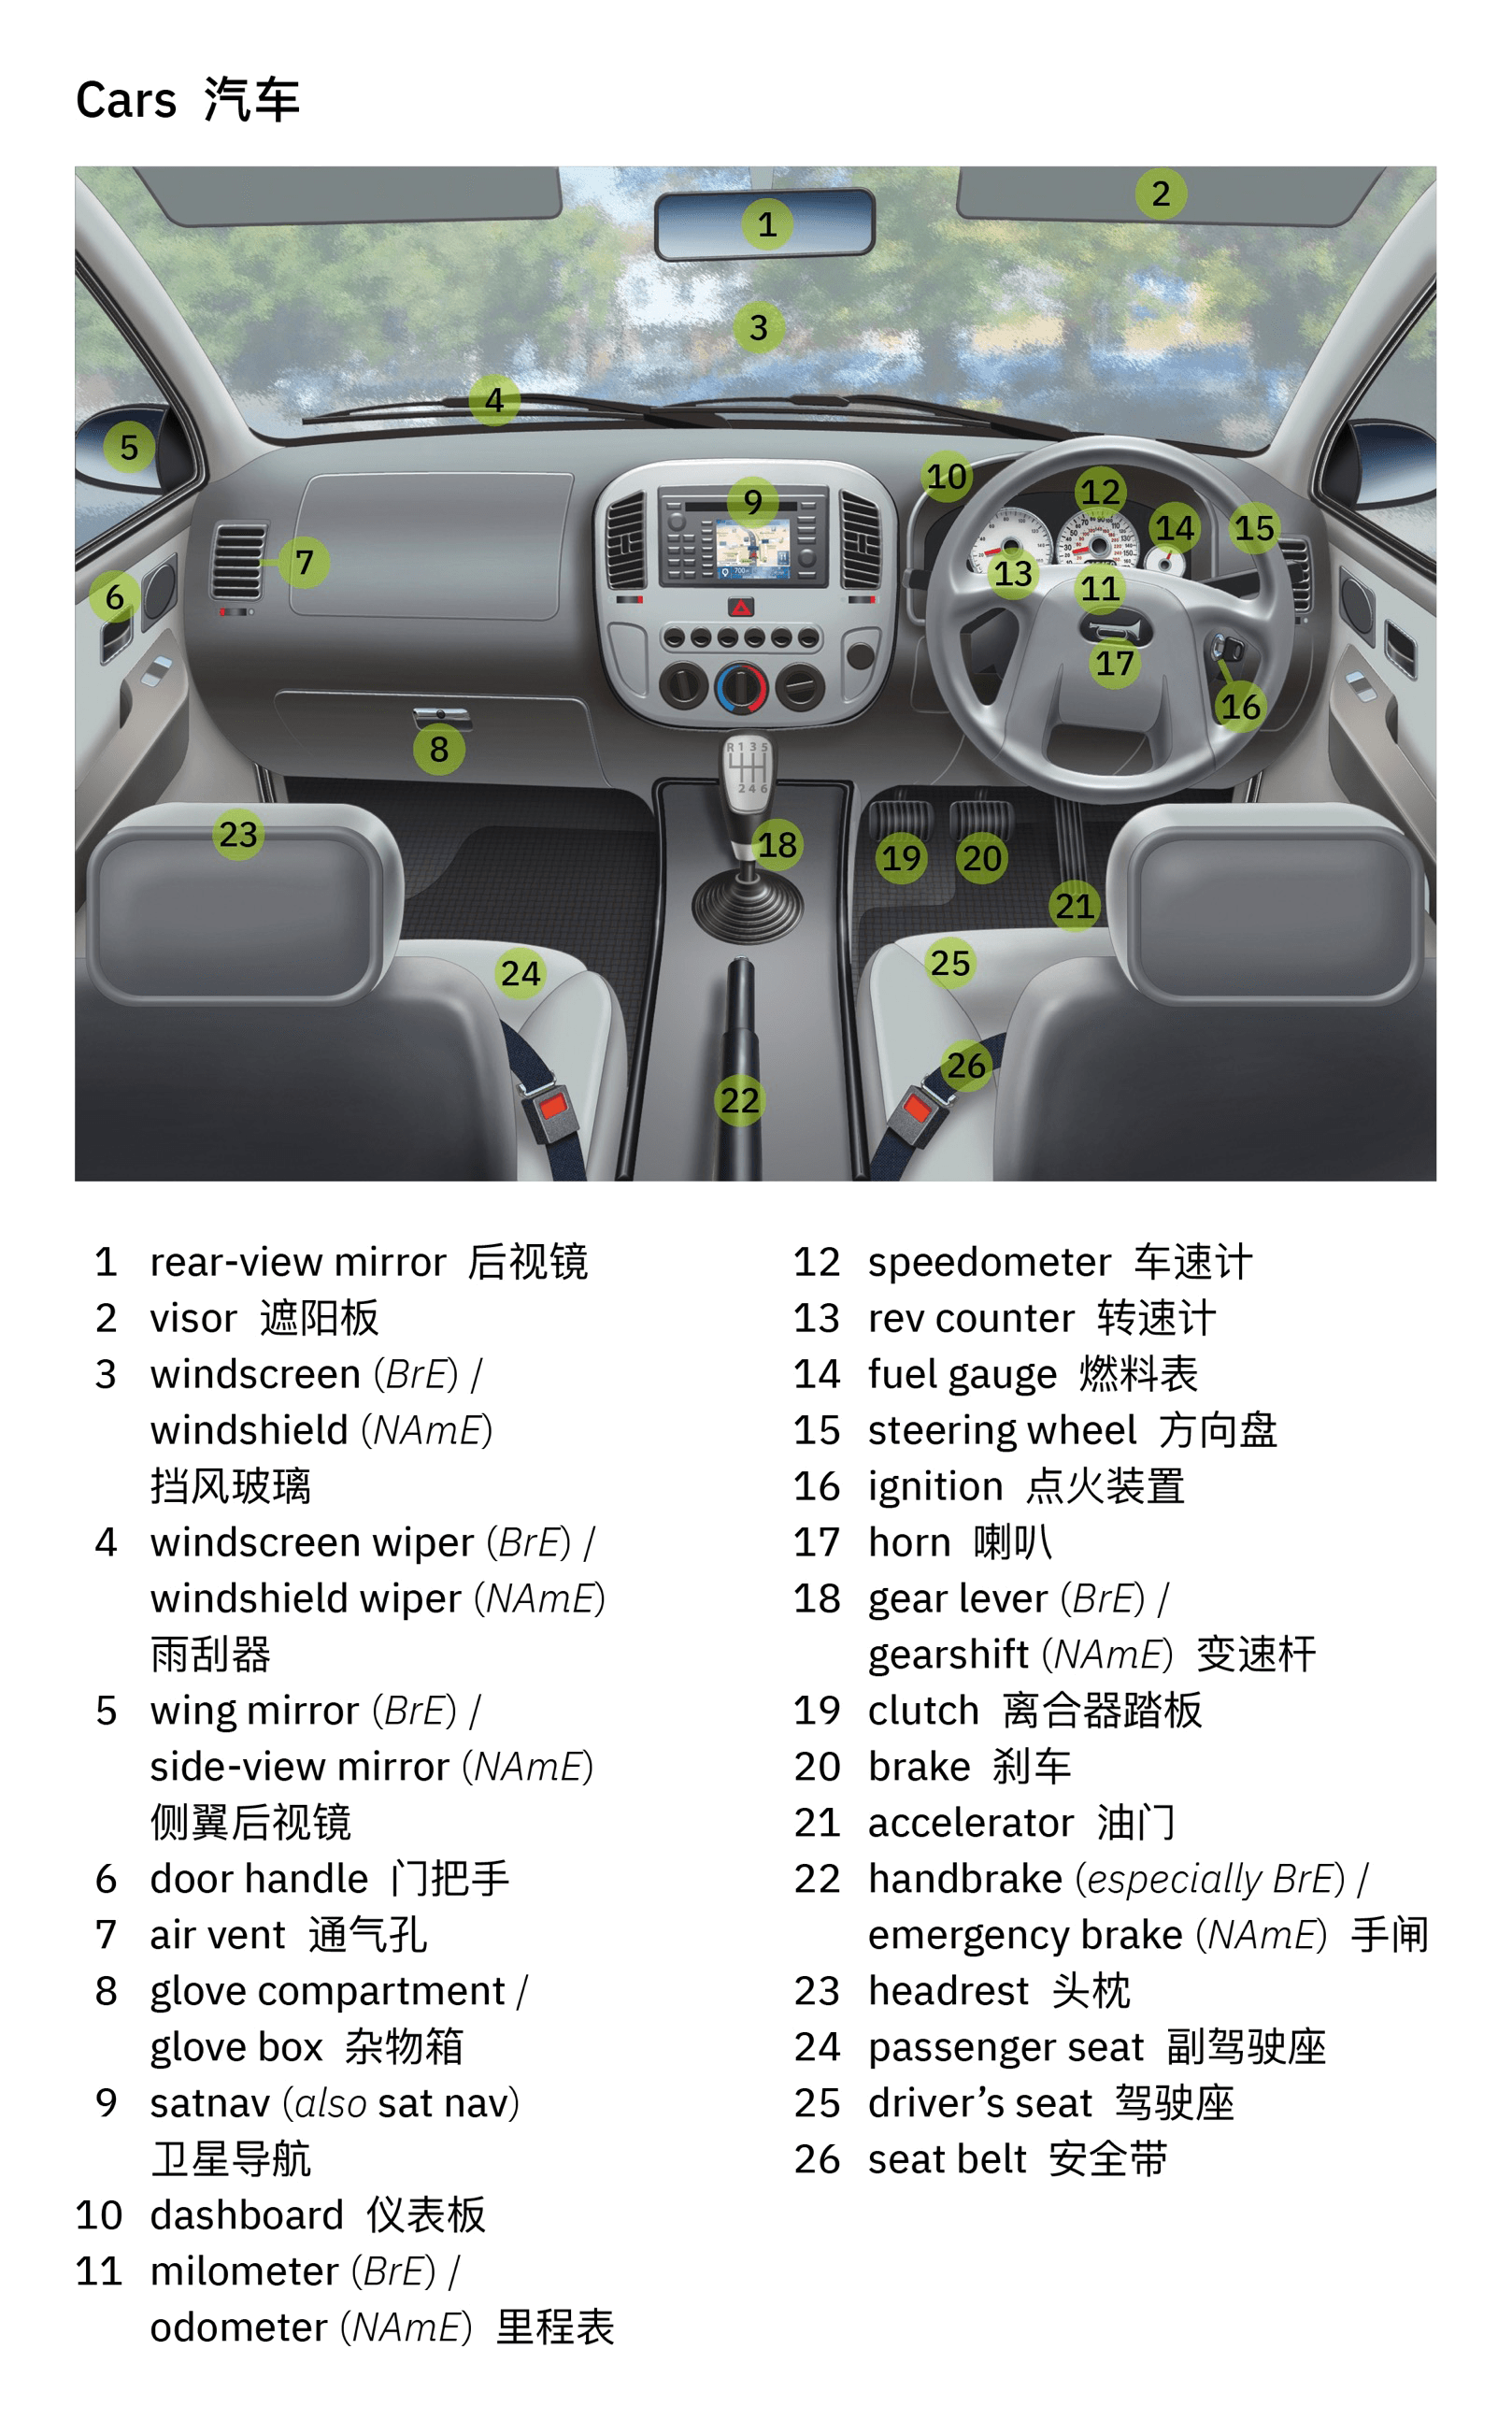 Cars 汽车
1
2
3
4
5
6
7
8
9
10
11
12
13
14
15
16
17
18
19
20
21
22
23
24
25
26
R 1 3 5
2 4 6
1 rear-view mirror 后视镜
2 visor 遮阳板
3 windscreen (BrE) /
windshield (NAmE)
挡风玻璃
4 windscreen wiper (BrE) /
windshield wiper (NAmE)
雨刮器
5 wing mirror (BrE) /
side-view mirror (NAmE)
侧翼后视镜
6 door handle 门把手
7 air vent 通气孔
8 glove compartment /
glove box 杂物箱
9 satnav (also sat nav)
卫星导航
10 dashboard 仪表板
11 milometer (BrE) /
odometer (NAmE) 里程表
12 speedometer 车速计
13 rev counter 转速计
14 fuel gauge 燃料表
15 steering wheel 方向盘
16 ignition 点火装置
17 horn 喇叭
18 gear lever (BrE) /
gearshift (NAmE) 变速杆
19 clutch 离合器踏板
20 brake 刹车
21 accelerator 油门
22 handbrake (especially BrE) /
emergency brake (NAmE) 手闸
23 headrest 头枕
24 passenger seat 副驾驶座
25 driver’s seat 驾驶座
26 seat belt 安全带